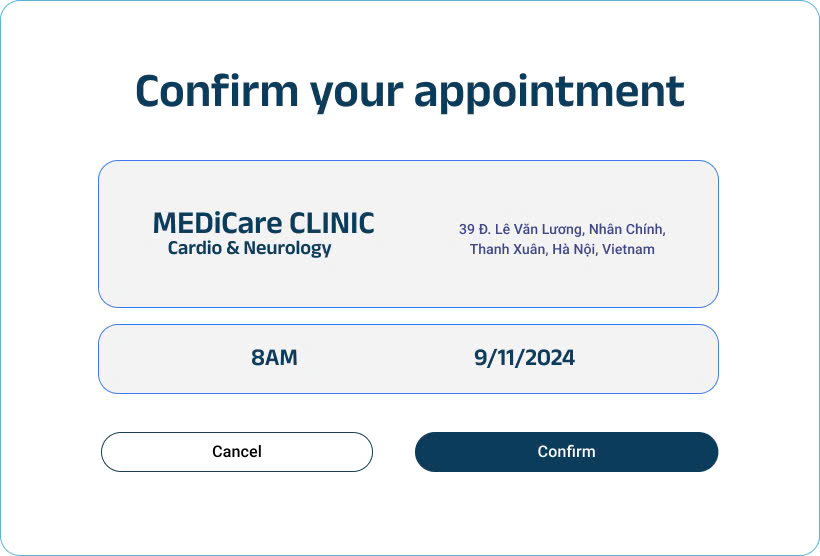 Confirm your appointment
MEDiCare CLINIC
Cardio & Neurology
39 Đ. Lê Văn Lương, Nhân Chính,
Thanh Xuân, Hà Nội, Vietnam
8AM
9/11/2024
Cancel
Confirm